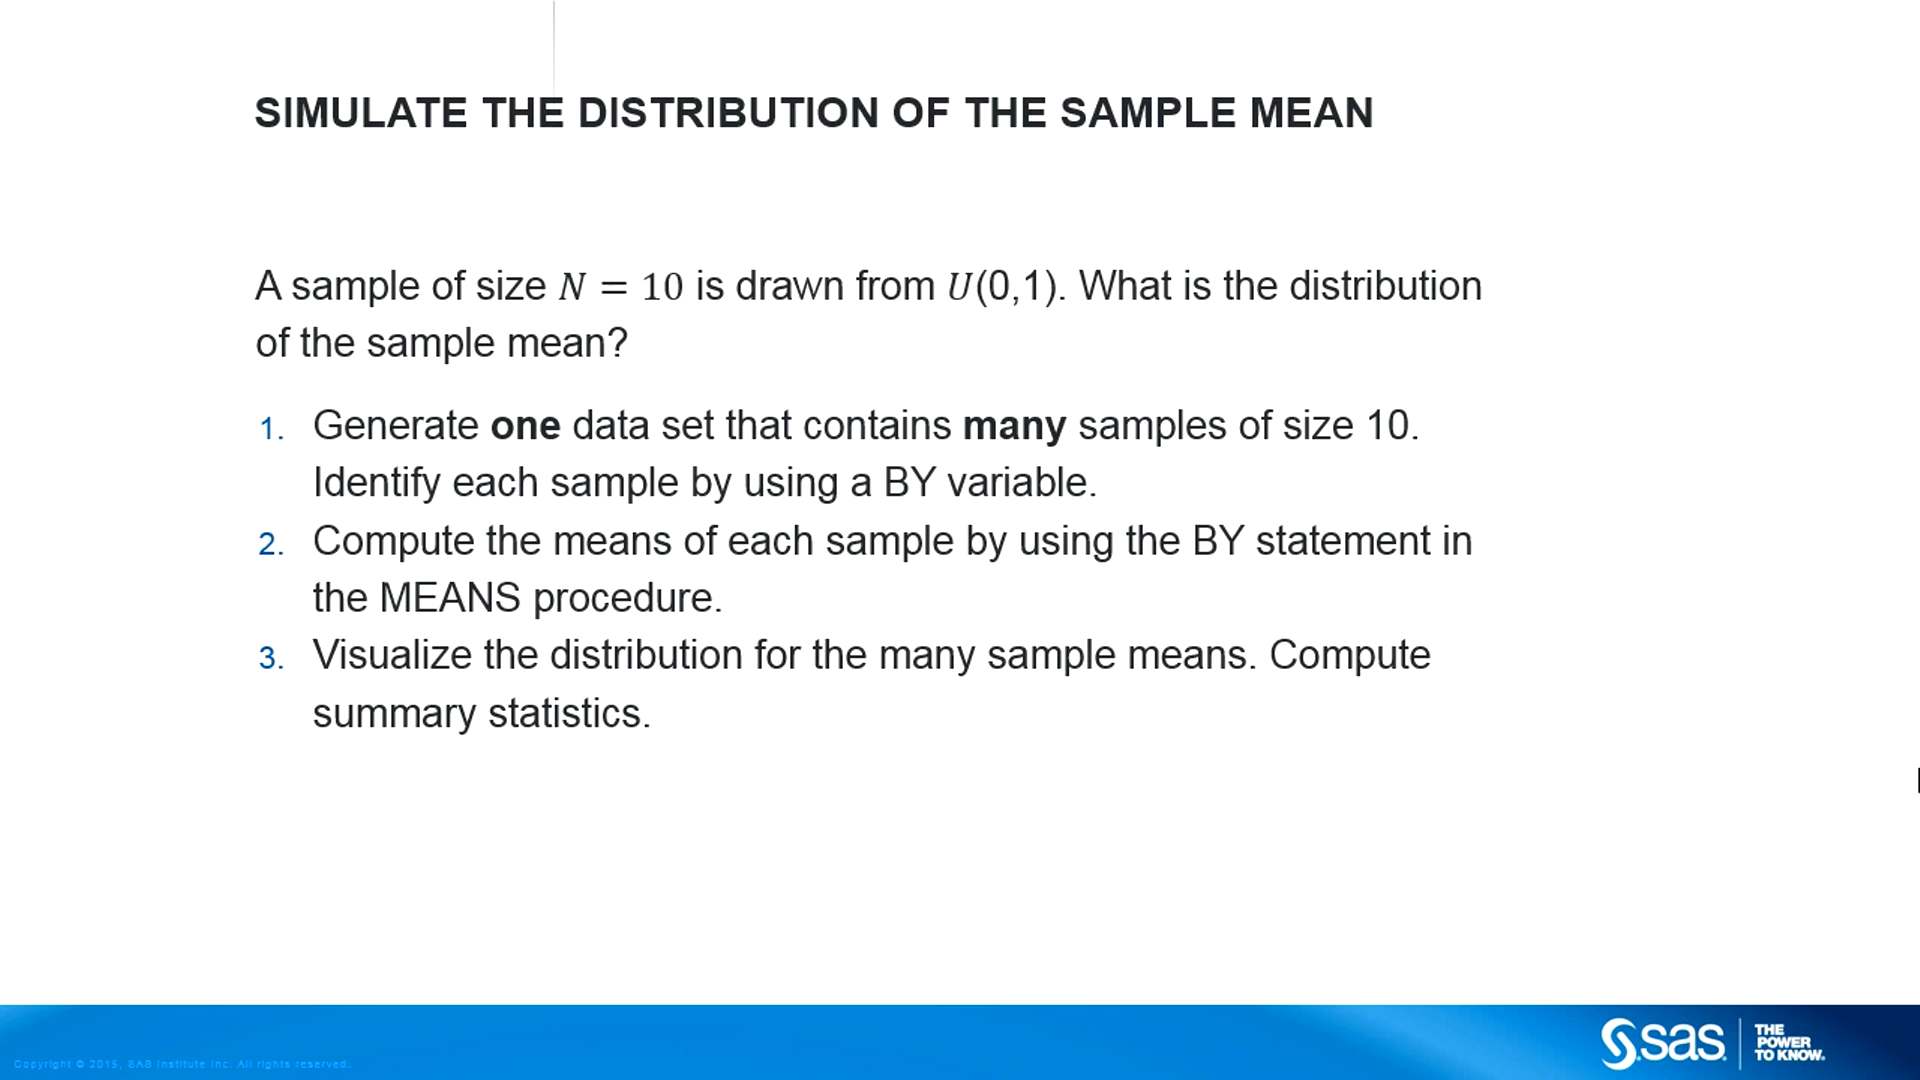 SIMULATE THE DISTRIBUTION OF THE SAMPLE MEAN
A sample of size N = 10 is drawn from U(0,1). What is the distribution
of the sample mean?
1. Generate one data set that contains many samples of size 10.
Identify each sample by using a BY variable.
2. Compute the means of each sample by using the BY statement in
the MEANS procedure.
3. Visualize the distribution for the many sample means. Compute
summary statistics.
Copyright © 2015, SAS Institute Inc. All rights reserved.
sas
THE
POWER
TO KNOW.